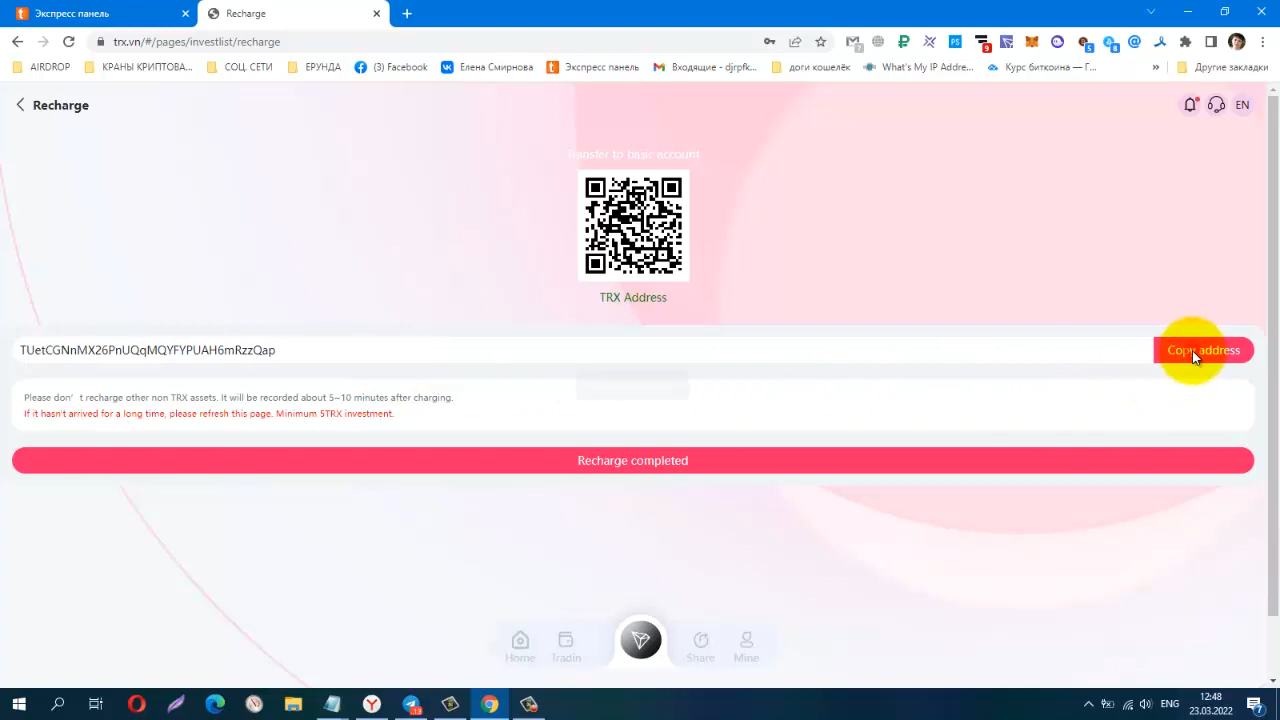 Экспресс панель
Recharge
trx.vn/#/pages/investlist/recharge
AIRDROP
КРАНЫ КРИПТОВА...
СОЦ. СЕТИ
ЕРУНДА
(3) Facebook
Елена Смирнова
Экспресс панель
Входящие - djrpfk...
доги кошелёк
What's My IP Addre...
Курс биткоина — Г...
»
Другие закладки
Recharge
EN
Transfer to basic account
TRX Address
TUetCGNnMX26PnUQqMQYFYPUAH6mRzzQap
Copy address
Please don't recharge other non TRX assets. It will be recorded about 5~10 minutes after charging.
If it hasn't arrived for a long time, please refresh this page. Minimum 5TRX investment.
Recharge completed
Home
Tradin
Share
Mine
ENG
12:48
23.03.2022